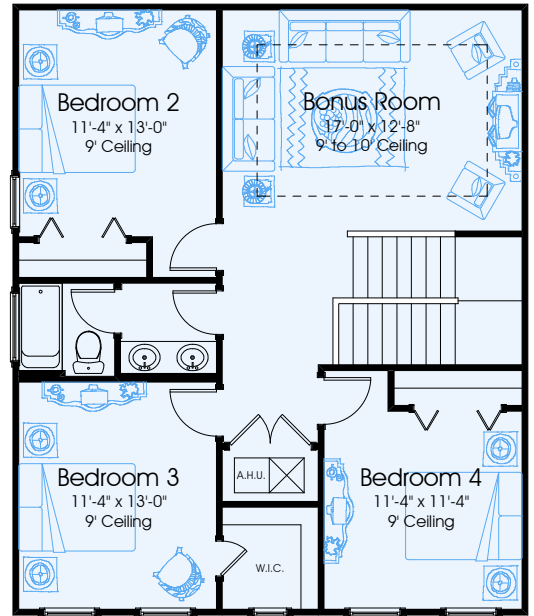 Bedroom 2
11'-4" x 13'-0"
9' Ceiling
Bonus Room
17'-0" x 12'-8"
9' to 10' Ceiling
Bedroom 3
11'-4" x 13'-0"
9' Ceiling
A.H.U.
W.I.C.
Bedroom 4
11'-4" x 11'-4"
9' Ceiling